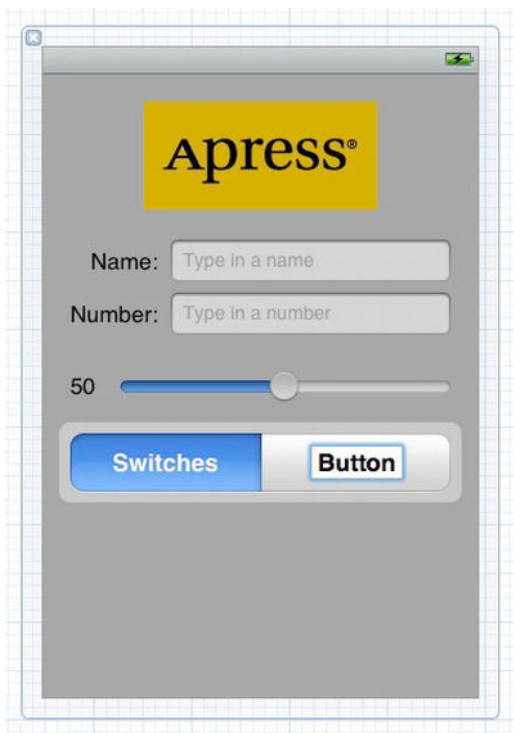 Apress®
Name: Type in a name
Number: Type in a number
50
Switches Button